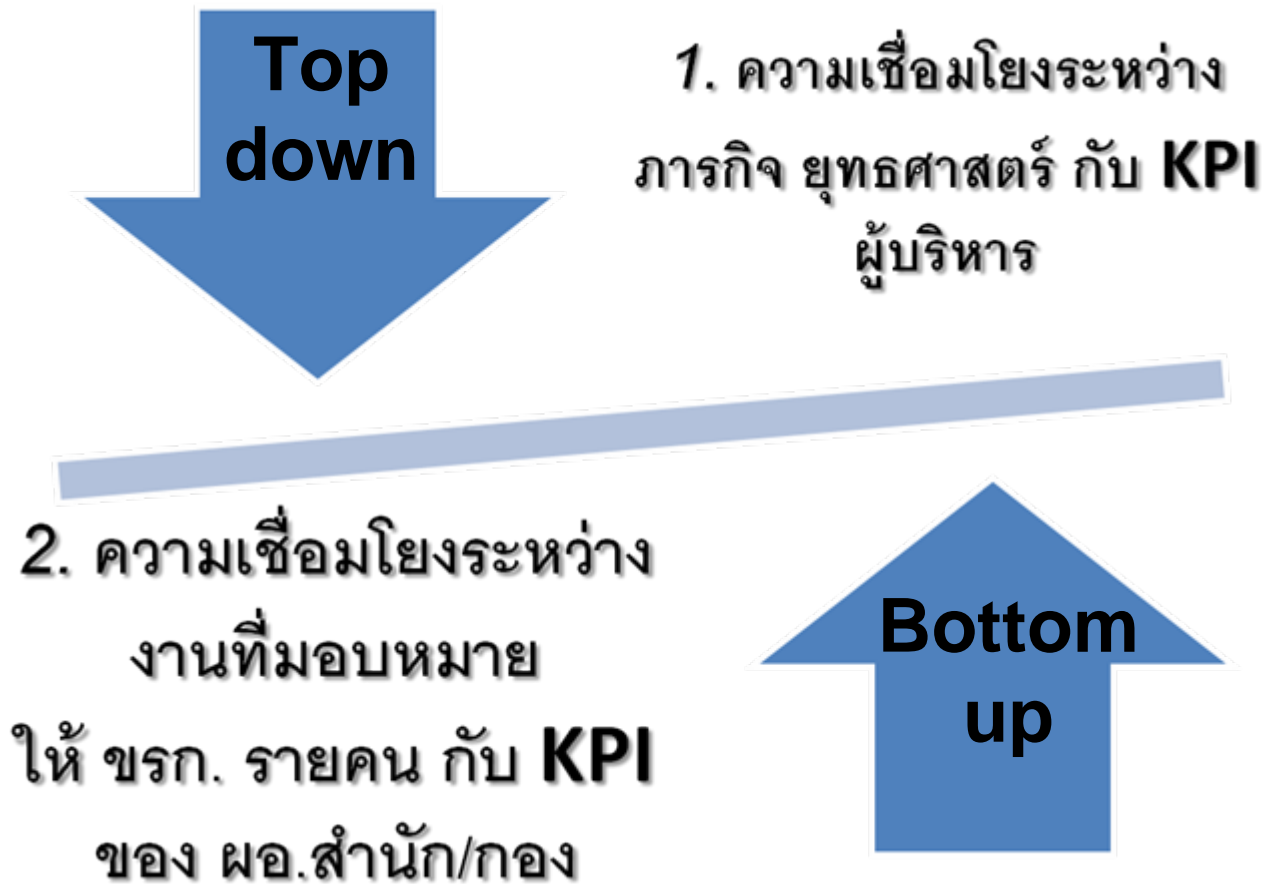 Top
down
1. ความเชื่อมโยงระหว่าง
ภารกิจ ยุทธศาสตร์ กับ KPI
ผู้บริหาร
2. ความเชื่อมโยงระหว่าง
งานที่มอบหมาย
ให้ ขรก. รายคน กับ KPI
ของ ผอ.สำนัก/กอง
Bottom
up